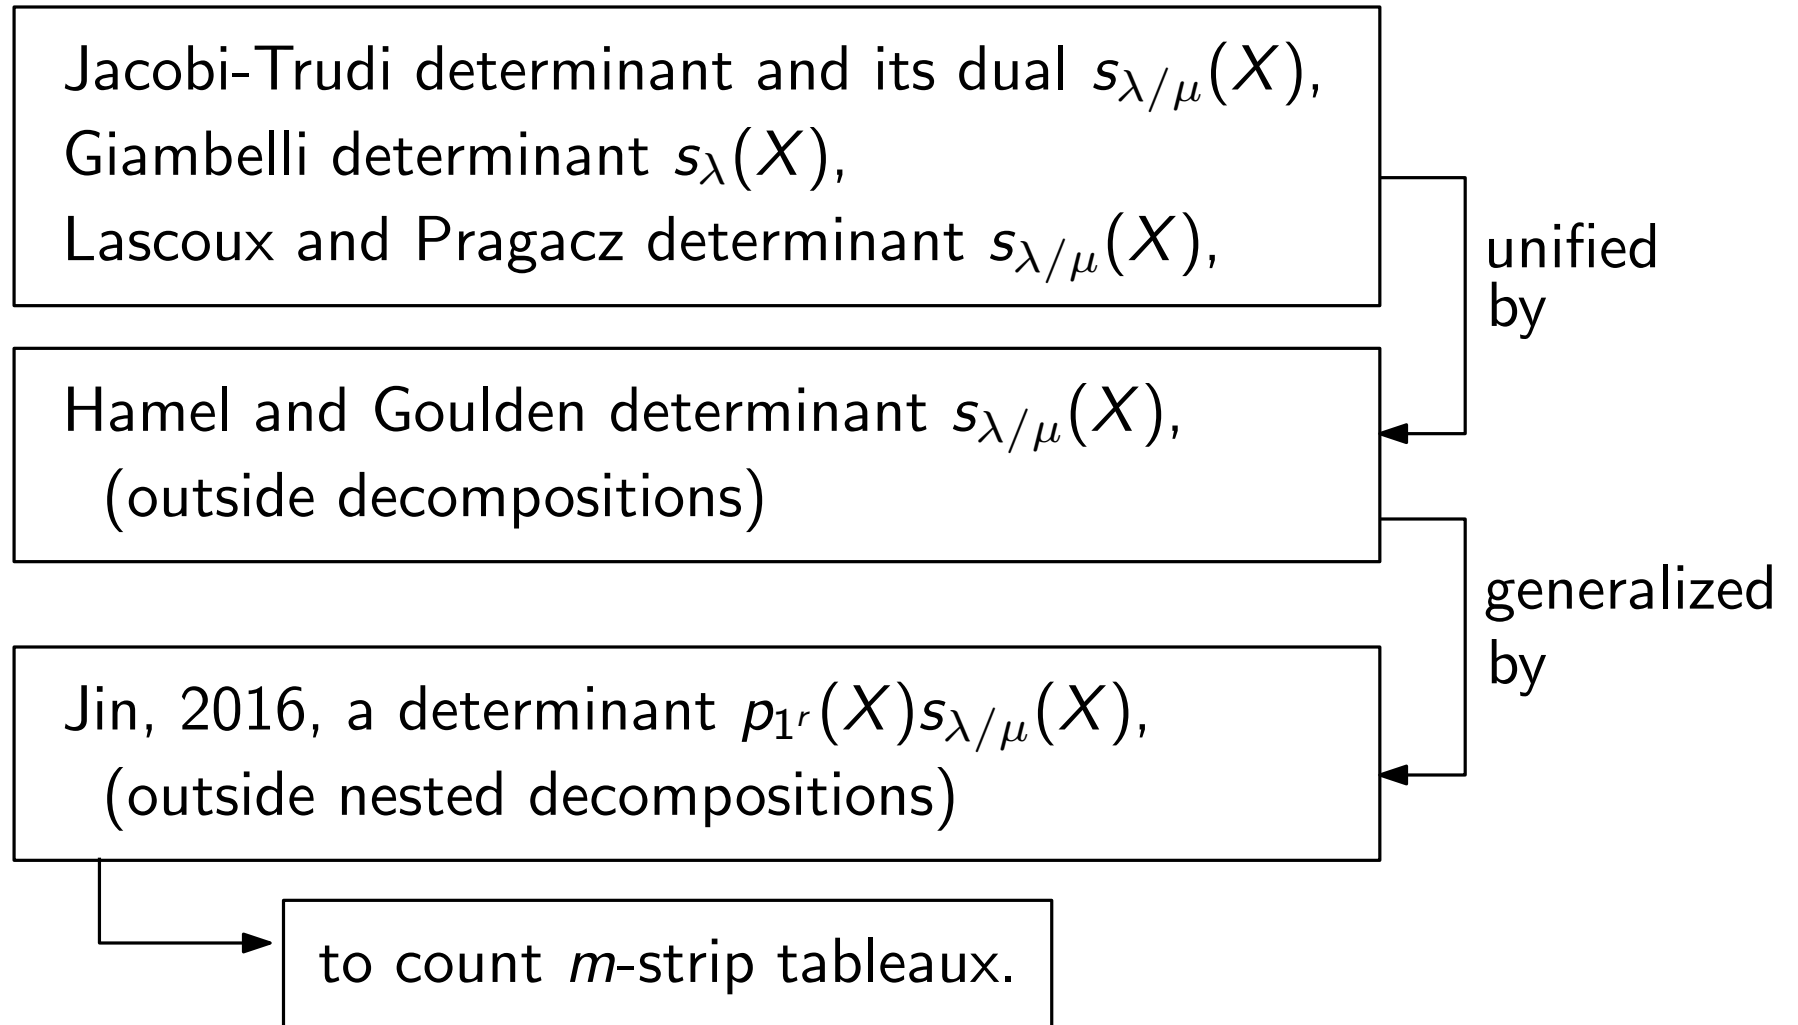 Jacobi-Trudi determinant and its dual s_{λ/μ}(X),
Giambelli determinant s_λ(X),
Lascoux and Pragacz determinant s_{λ/μ}(X),
unified
by
Hamel and Goulden determinant s_{λ/μ}(X),
(outside decompositions)
generalized
by
Jin, 2016, a determinant p_{1^r}(X)s_{λ/μ}(X),
(outside nested decompositions)
to count m-strip tableaux.